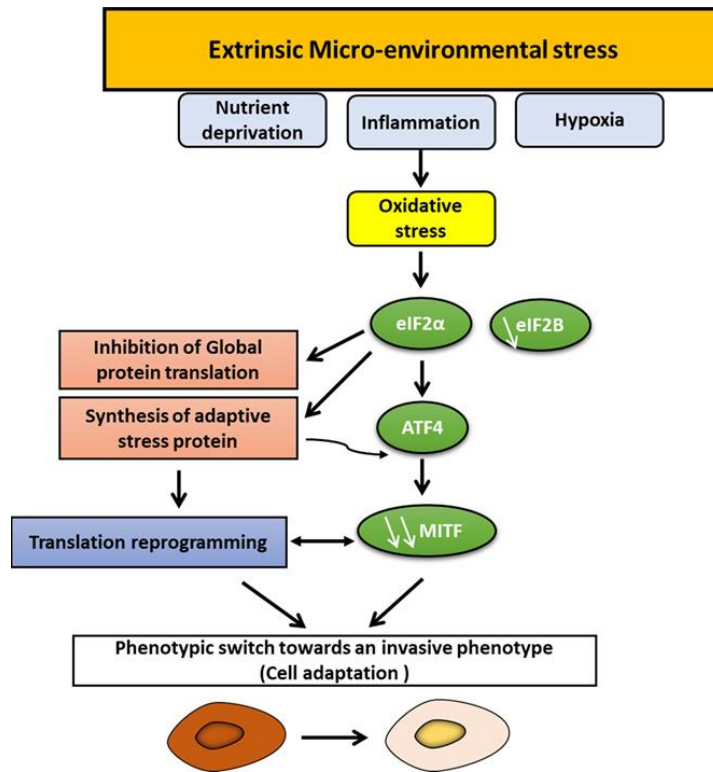 Extrinsic Micro-environmental stress
Nutrient
deprivation
Inflammation
Hypoxia
Oxidative
stress
eIF2α
eIF2B
Inhibition of Global
protein translation
Synthesis of adaptive
stress protein
ATF4
Translation reprogramming
MITF
Phenotypic switch towards an invasive phenotype
(Cell adaptation )